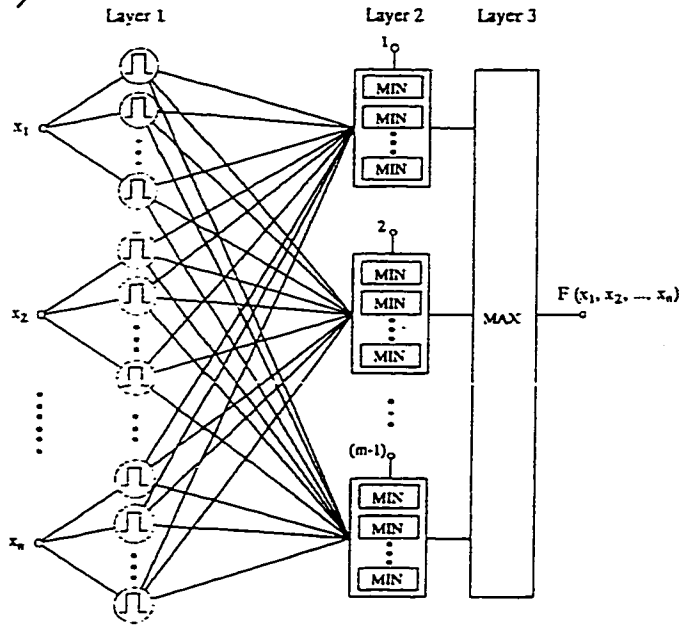 Layer 1 Layer 2 Layer 3
1
MIN
MIN
MIN
x1
2
MIN
MIN
MIN
x2
MAX
F (x1, x2, ... xn)
(m-1)
MIN
MIN
MIN
xn